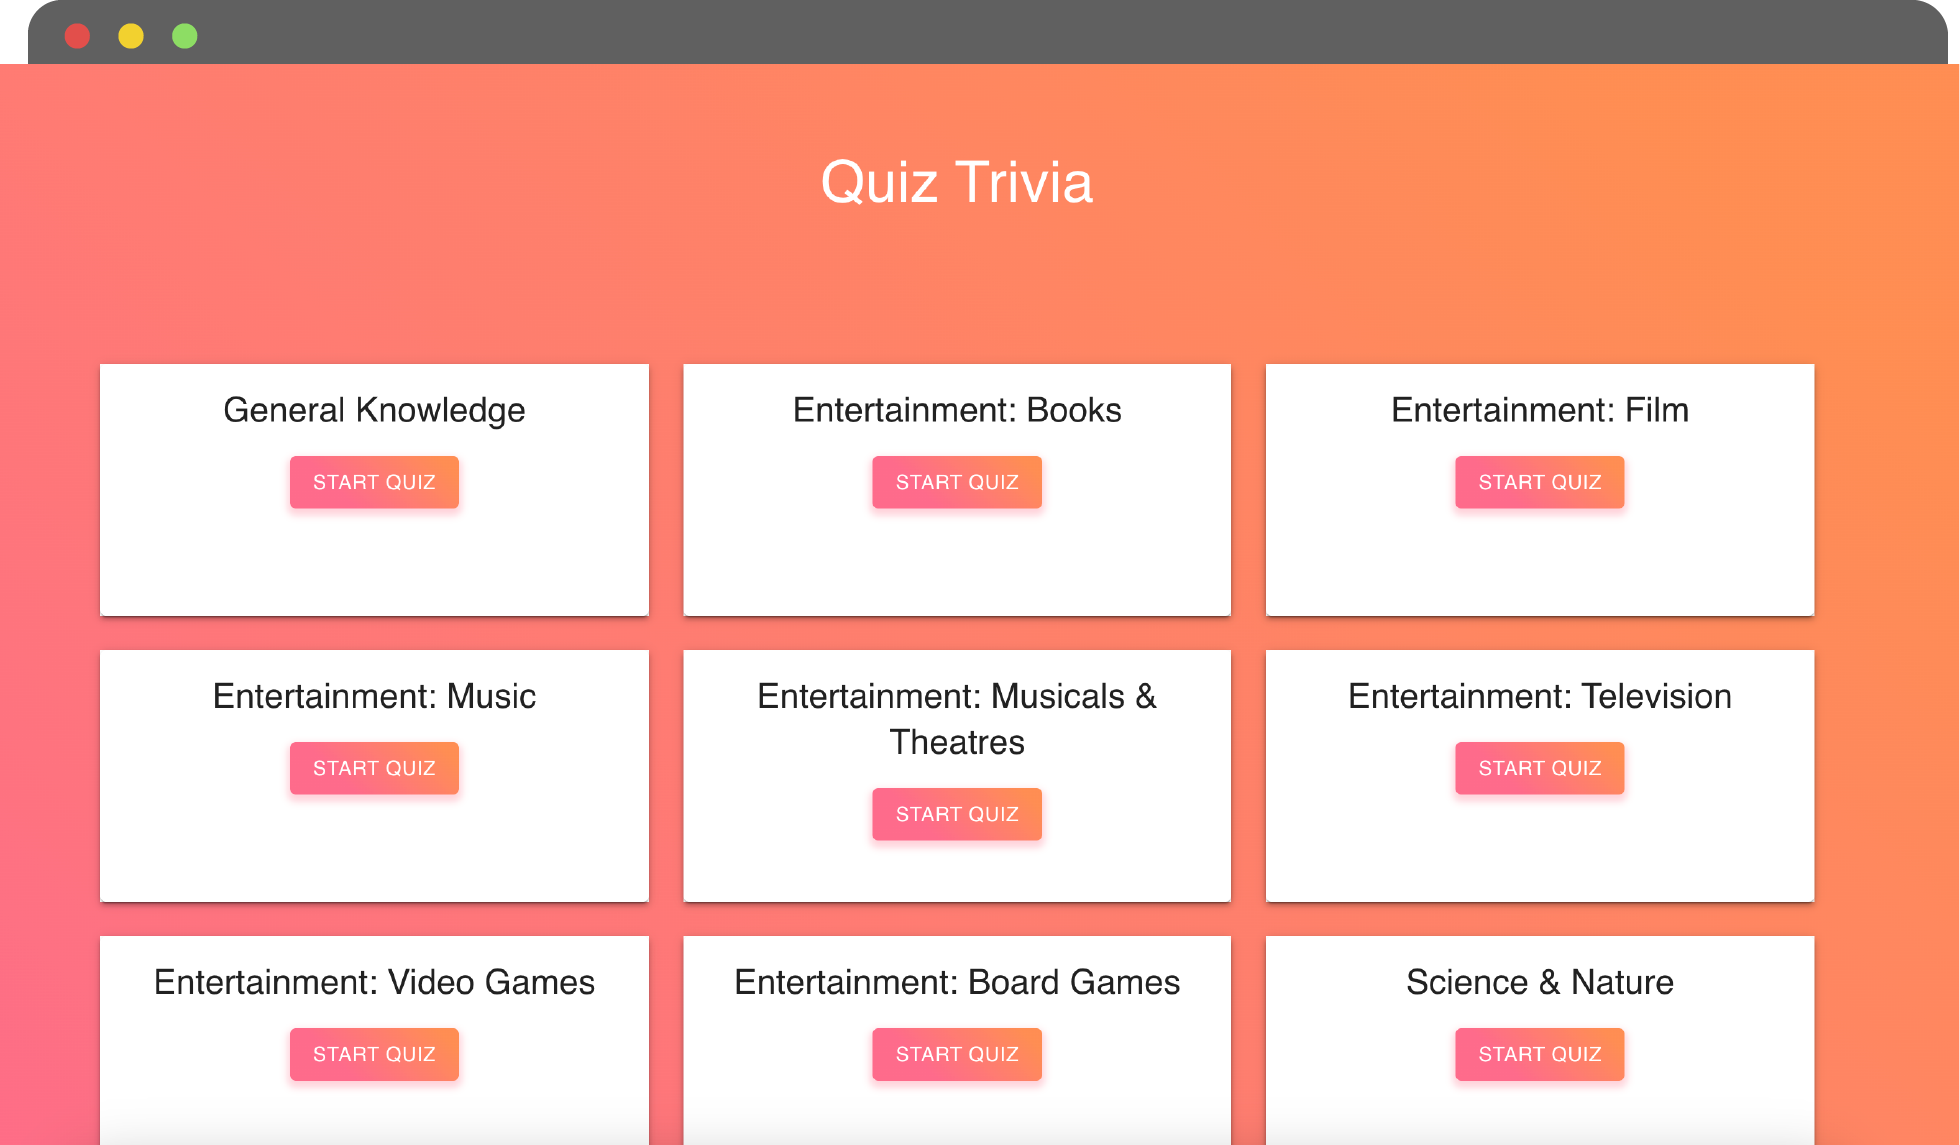 Quiz Trivia
General Knowledge
START QUIZ
Entertainment: Books
START QUIZ
Entertainment: Film
START QUIZ
Entertainment: Music
START QUIZ
Entertainment: Musicals &
Theatres
START QUIZ
Entertainment: Television
START QUIZ
Entertainment: Video Games
START QUIZ
Entertainment: Board Games
START QUIZ
Science & Nature
START QUIZ